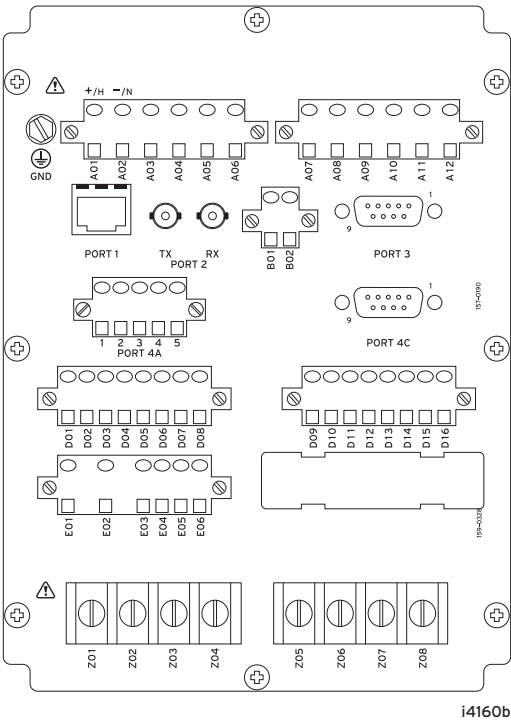 +/H −/N
GND
A01 A02 A03 A04 A05 A06
A07 A08 A09 A10 A11 A12
PORT 1
TX RX
PORT 2
B01 B02
1
9
PORT 3
1 2 3 4 5
PORT 4A
1
9
PORT 4C
157-0190
D01 D02 D03 D04 D05 D06 D07 D08
D09 D10 D11 D12 D13 D14 D15 D16
E01 E02 E03 E04 E05 E06
159-0328
Z01 Z02 Z03 Z04
Z05 Z06 Z07 Z08
i4160b